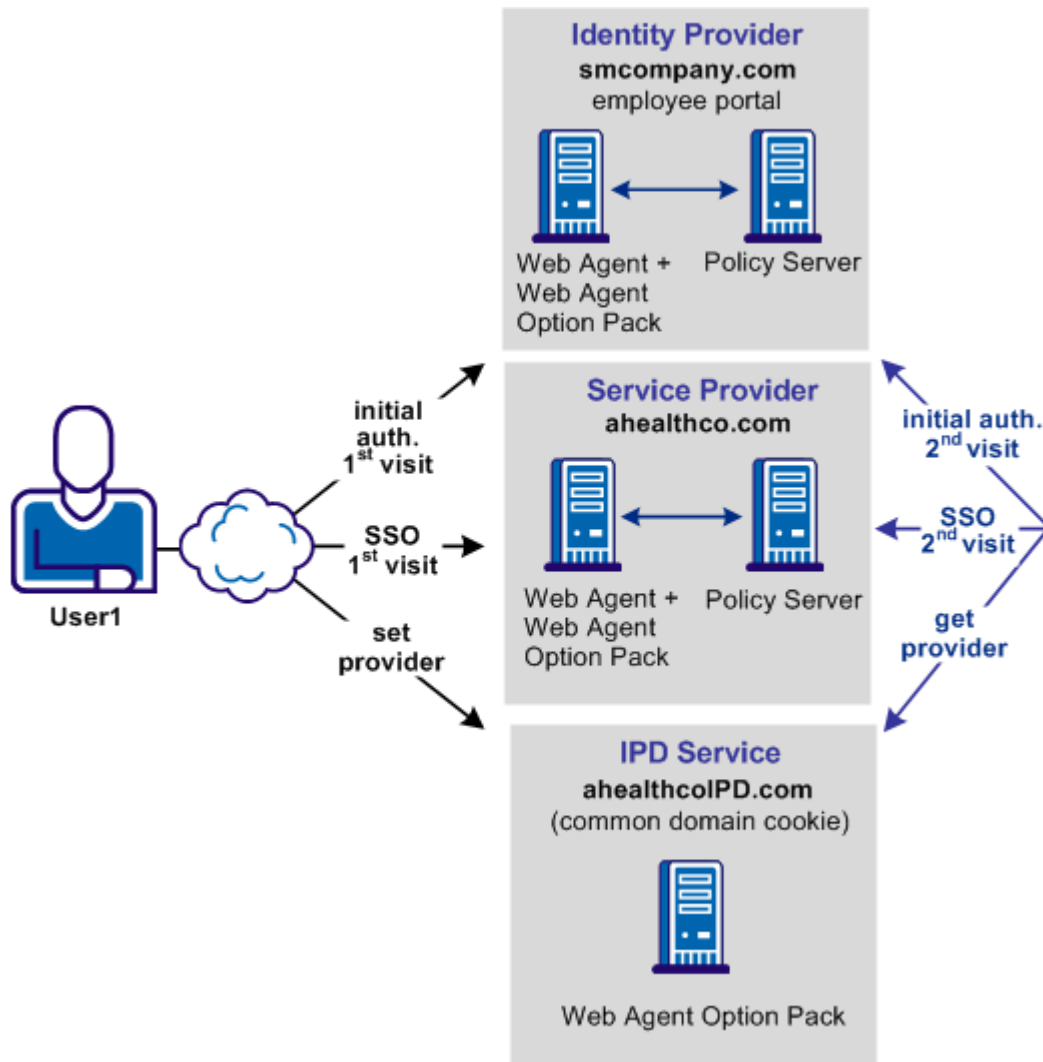 Identity Provider
smcompany.com
employee portal
Web Agent +
Web Agent
Option Pack
Policy Server
Service Provider
ahealthco.com
Web Agent +
Web Agent
Option Pack
Policy Server
IPD Service
ahealthcoIPD.com
(common domain cookie)
Web Agent Option Pack
User1
initial
auth.
1st visit
SSO
1st visit
set
provider
initial auth.
2nd visit
SSO
2nd visit
get
provider